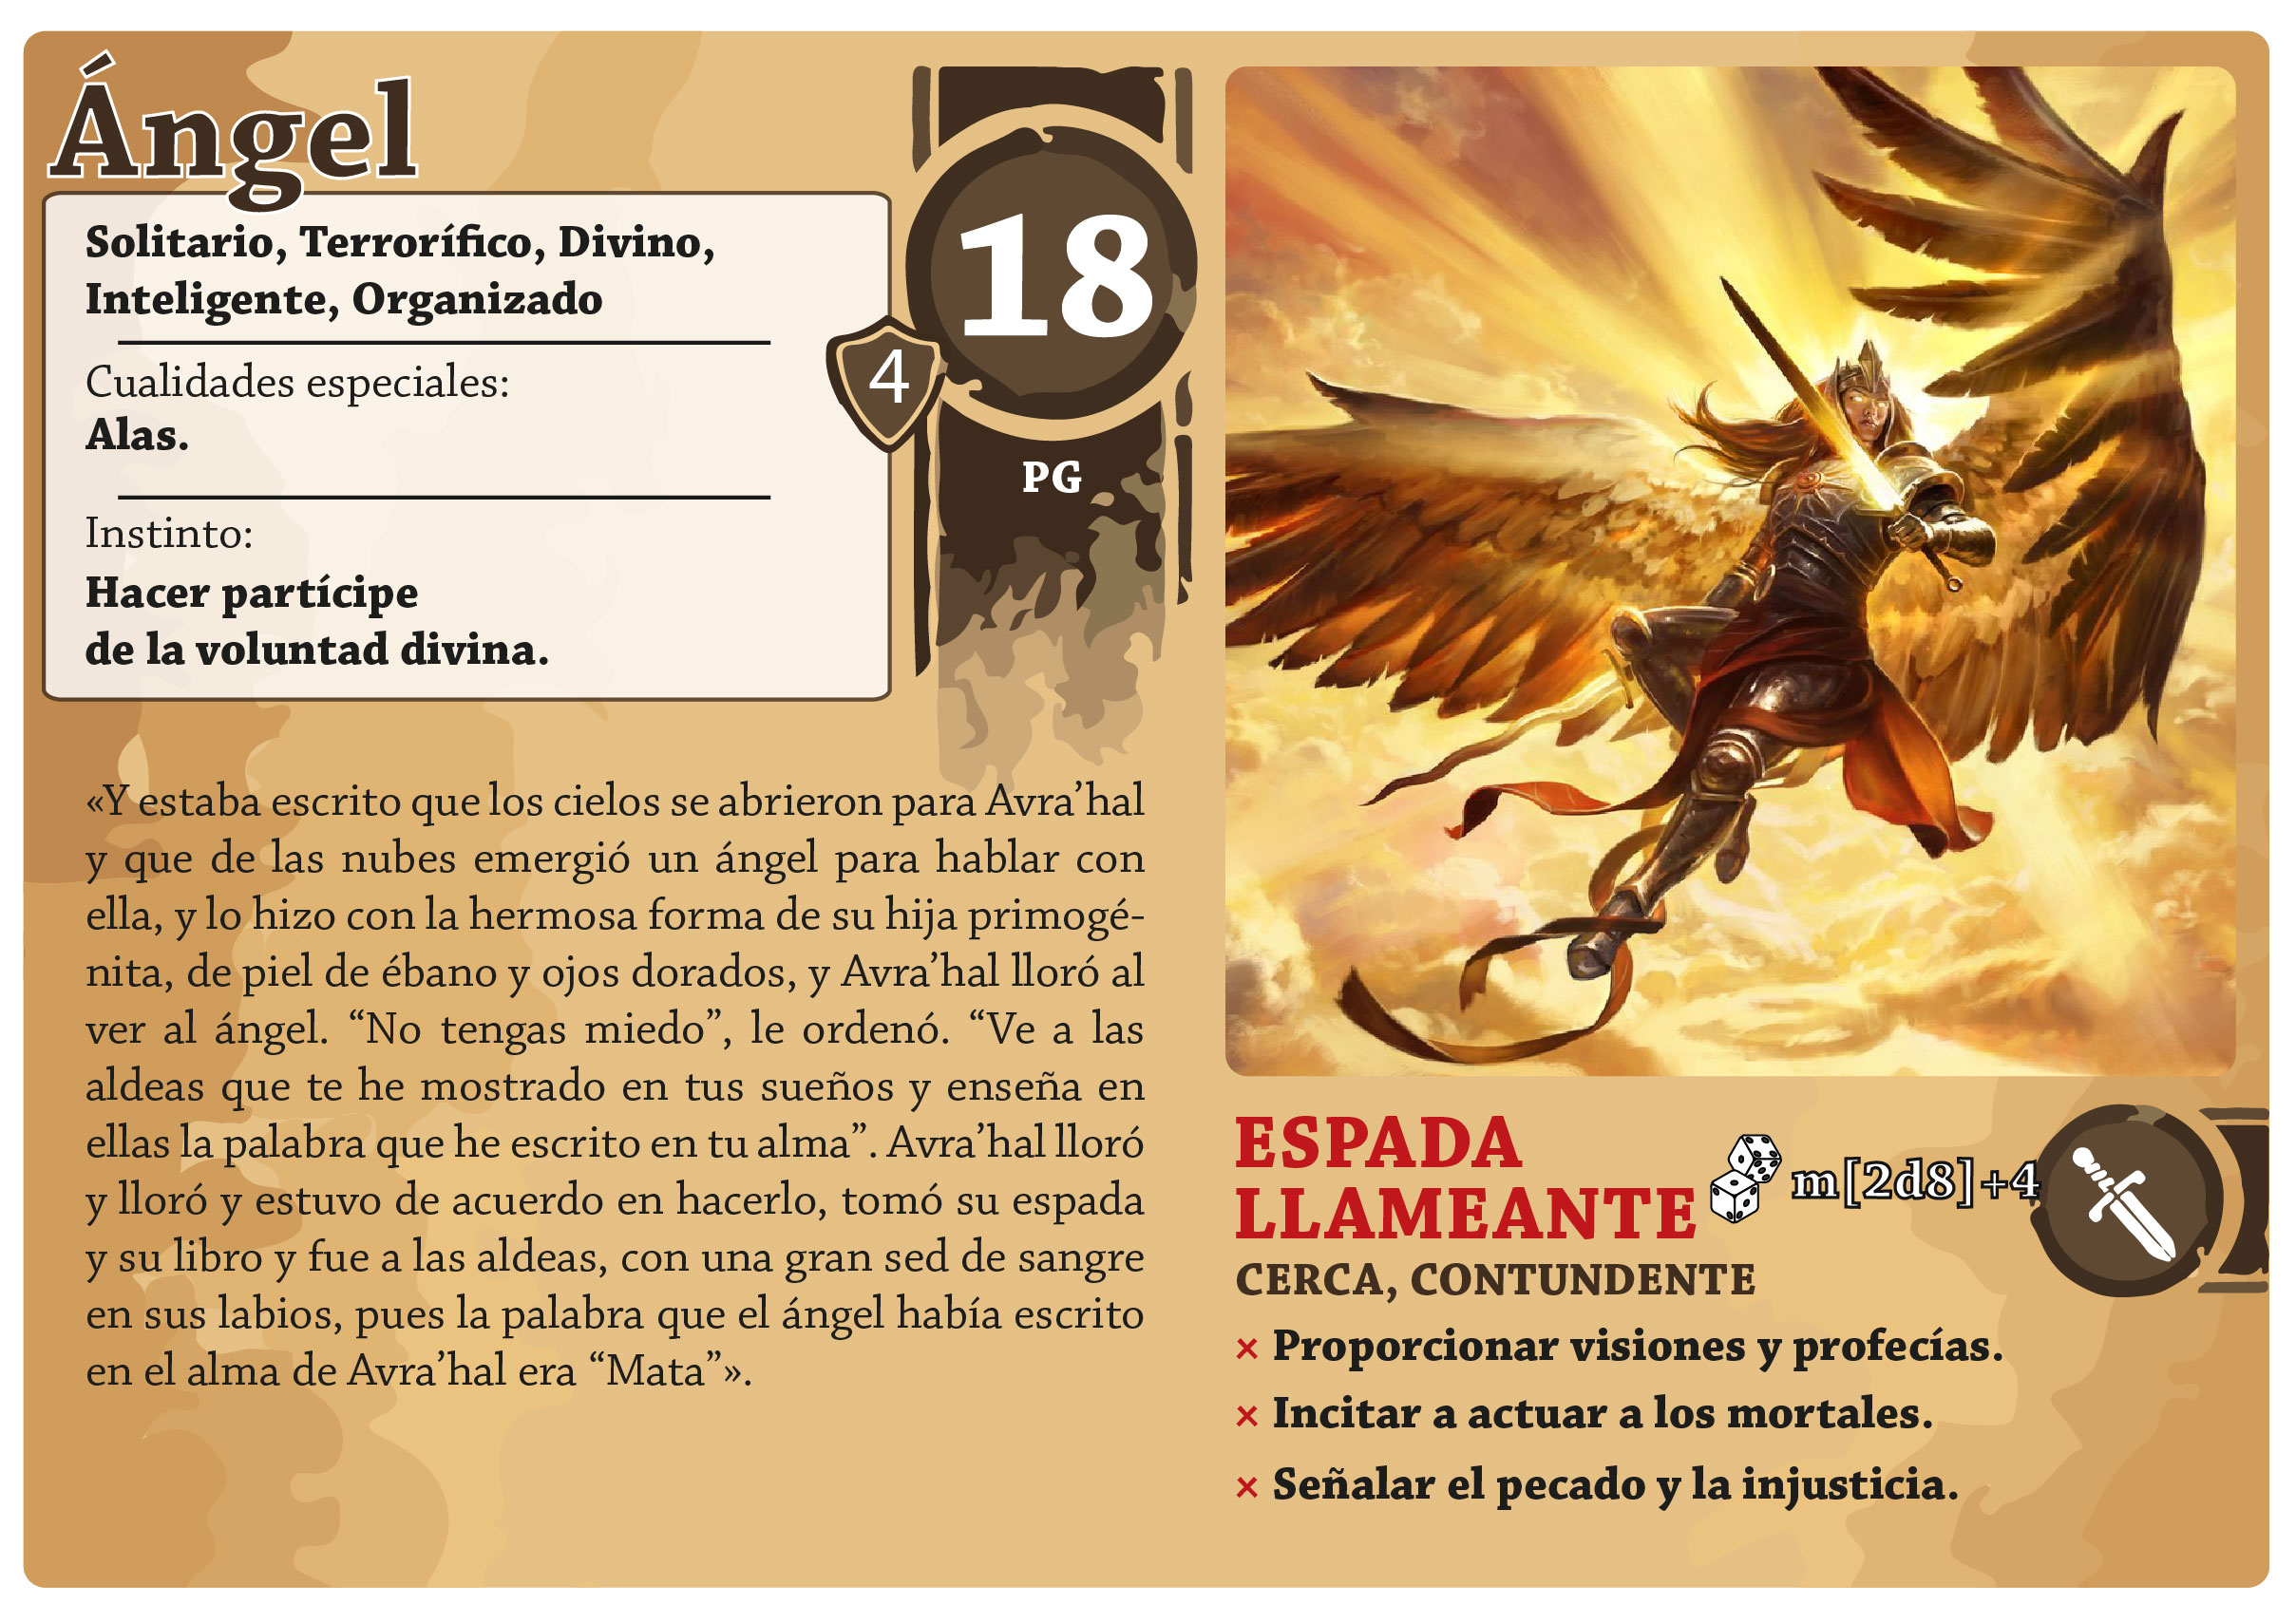 Ángel
Solitario, Terrorífico, Divino,
Inteligente, Organizado
Cualidades especiales:
Alas.
Instinto:
Hacer partícipe
de la voluntad divina.
18
4
PG
«Y estaba escrito que los cielos se abrieron para Avra’hal
y que de las nubes emergió un ángel para hablar con
ella, y lo hizo con la hermosa forma de su hija primogé-
nita, de piel de ébano y ojos dorados, y Avra’hal lloró al
ver al ángel. “No tengas miedo”, le ordenó. “Ve a las
aldeas que te he mostrado en tus sueños y enseña en
ellas la palabra que he escrito en tu alma”. Avra’hal lloró
y lloró y estuvo de acuerdo en hacerlo, tomó su espada
y su libro y fue a las aldeas, con una gran sed de sangre
en sus labios, pues la palabra que el ángel había escrito
en el alma de Avra’hal era “Mata”».
ESPADA
LLAMEANTE
m[2d8]+4
CERCA, CONTUNDENTE
× Proporcionar visiones y profecías.
× Incitar a actuar a los mortales.
× Señalar el pecado y la injusticia.